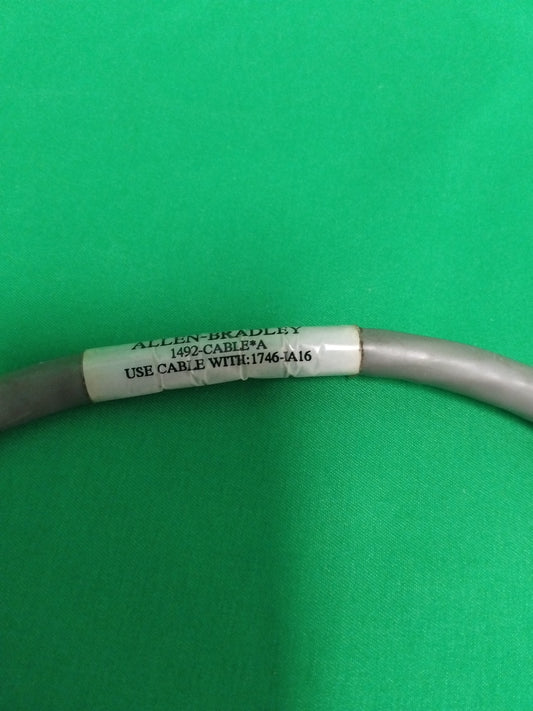 ALLEN-BRADLEY
1492-CABLE*A
USE CABLE WITH:1746-IA16